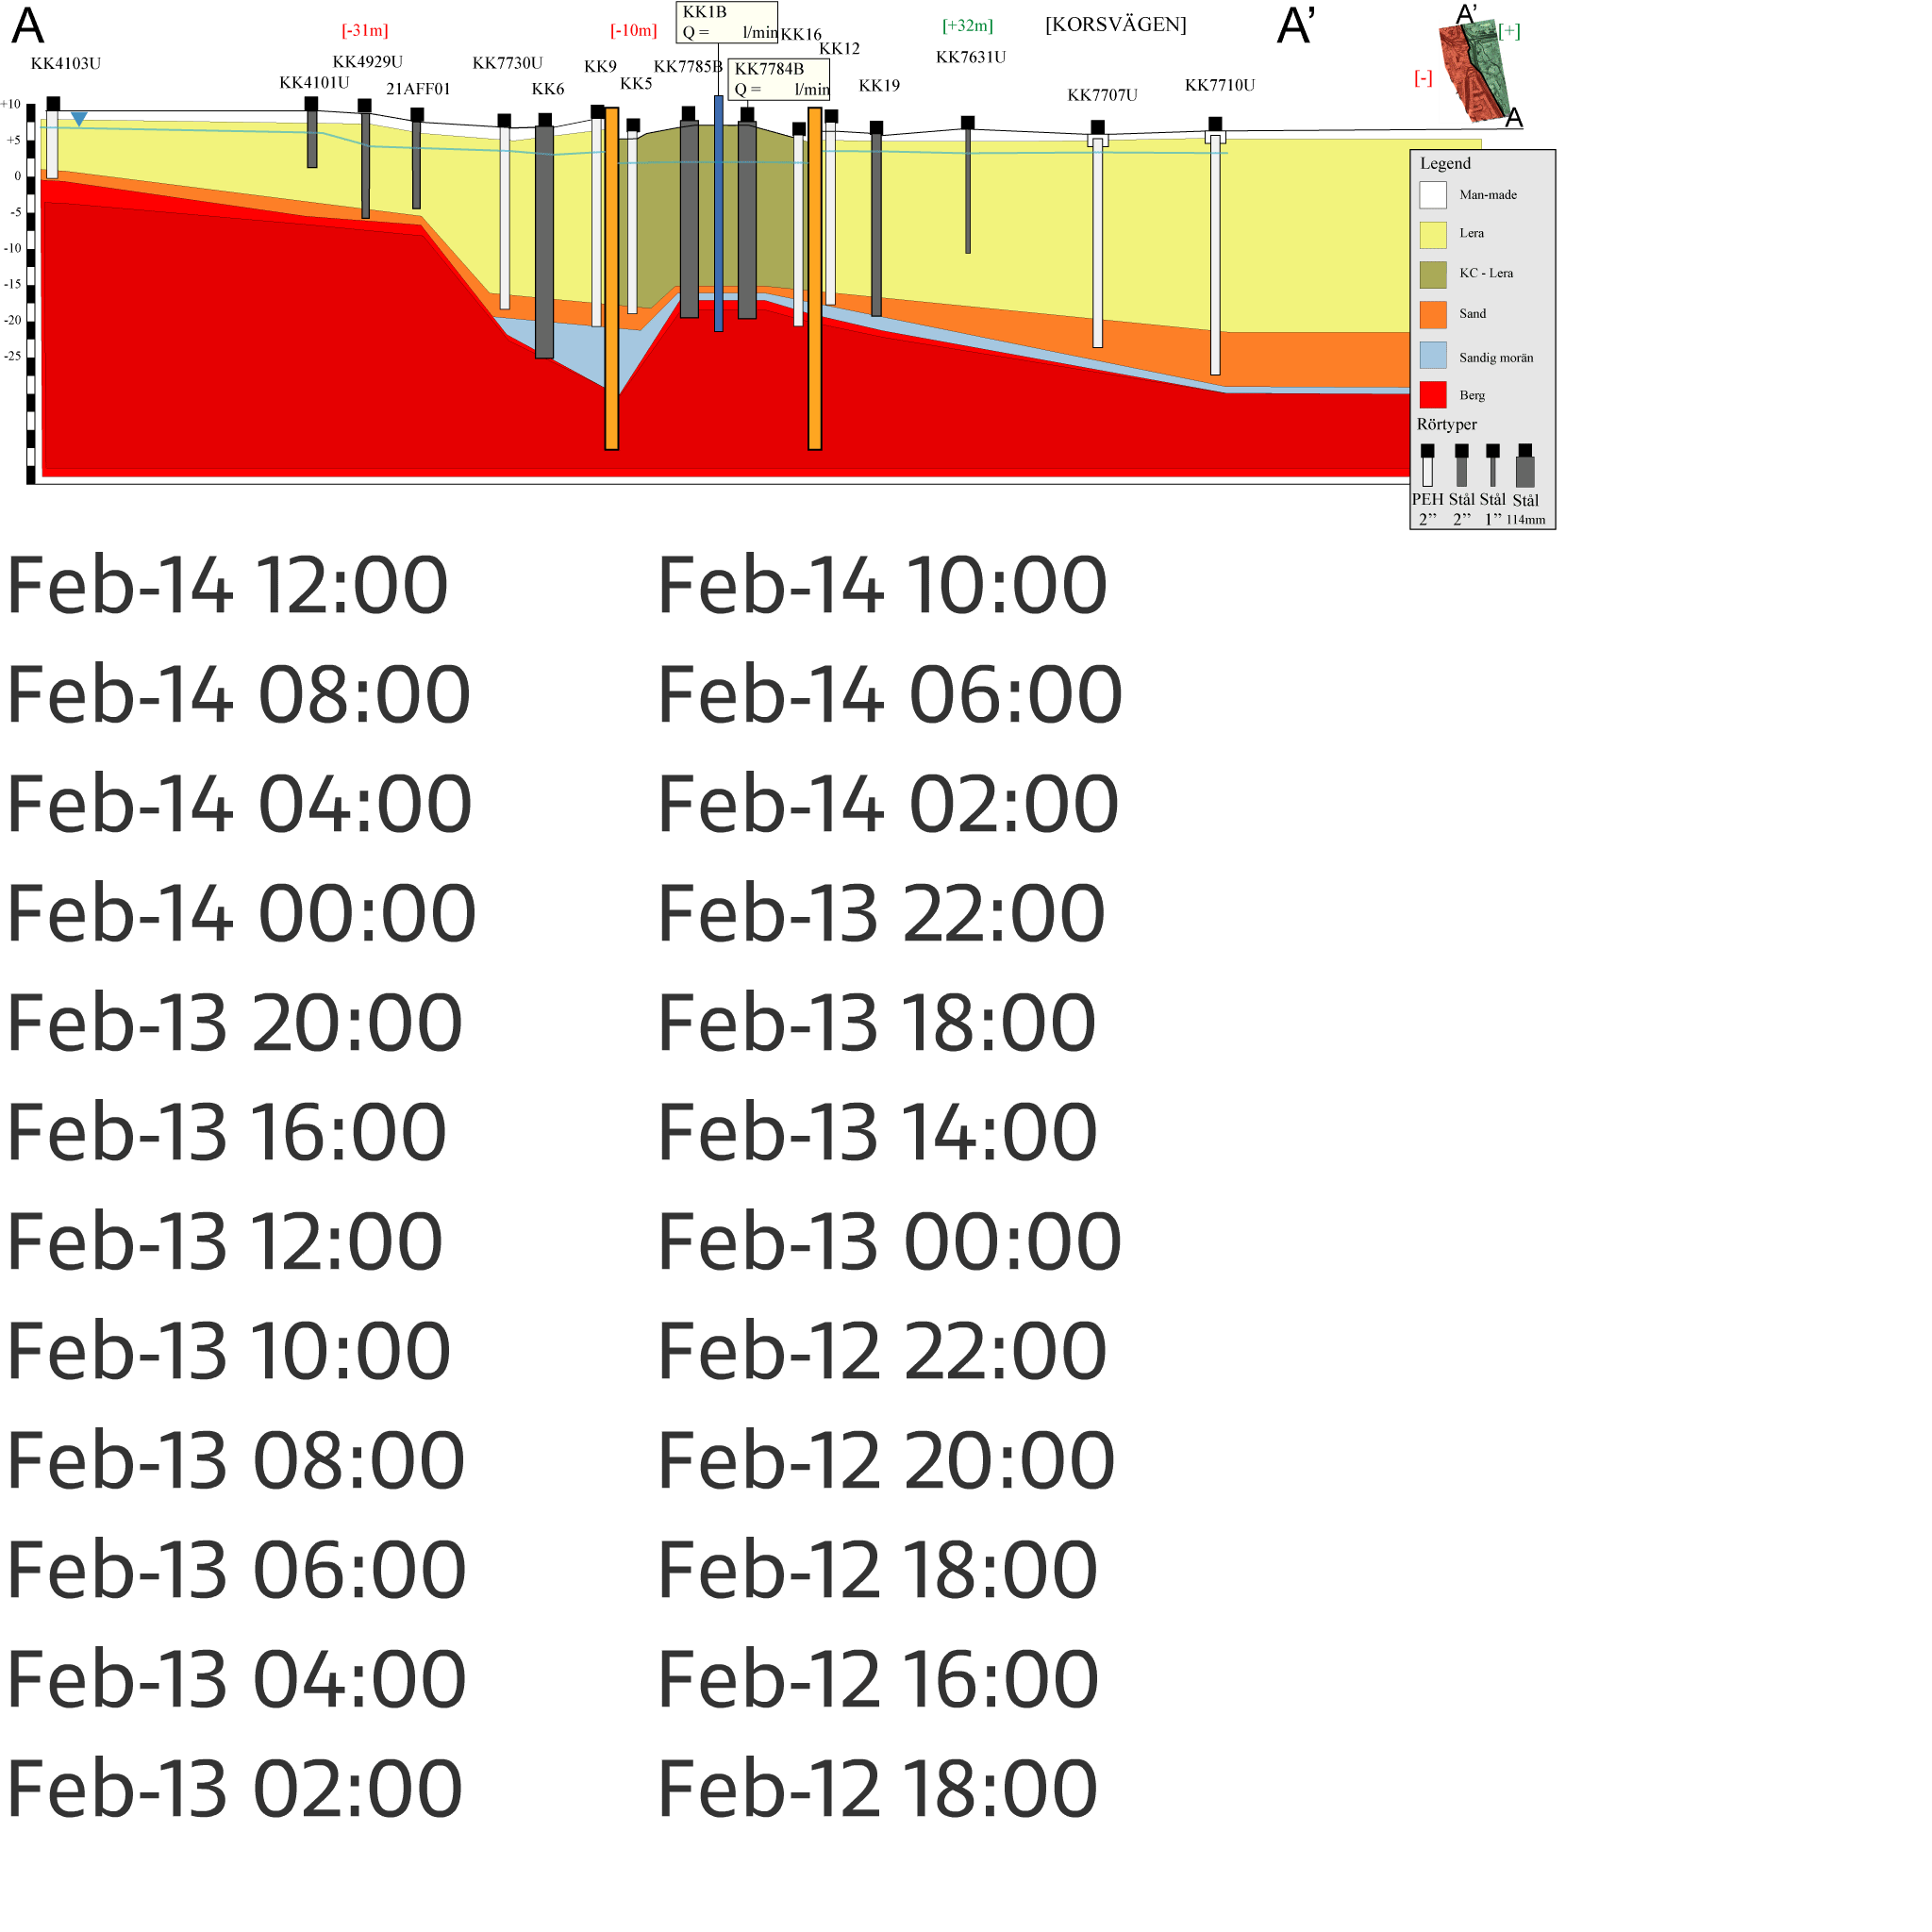 A
[-31m]
[-10m]
KK1B
Q = l/min
KK16
[+32m]
[KORSVÄGEN]
A’
A’
[+]
KK4103U
KK4929U
KK4101U
21AFF01
KK7730U
KK6
KK9
KK5
KK7785B
KK7784B
Q = l/min
KK12
KK19
KK7631U
KK7707U
KK7710U
[-]
A
+10
+5
0
-5
-10
-15
-20
-25
Legend
Man-made
Lera
KC - Lera
Sand
Sandig morän
Berg
Rörtyper
PEH Stål Stål Stål
2” 2” 1” 114mm
Feb-14 12:00 Feb-14 10:00
Feb-14 08:00 Feb-14 06:00
Feb-14 04:00 Feb-14 02:00
Feb-14 00:00 Feb-13 22:00
Feb-13 20:00 Feb-13 18:00
Feb-13 16:00 Feb-13 14:00
Feb-13 12:00 Feb-13 00:00
Feb-13 10:00 Feb-12 22:00
Feb-13 08:00 Feb-12 20:00
Feb-13 06:00 Feb-12 18:00
Feb-13 04:00 Feb-12 16:00
Feb-13 02:00 Feb-12 18:00